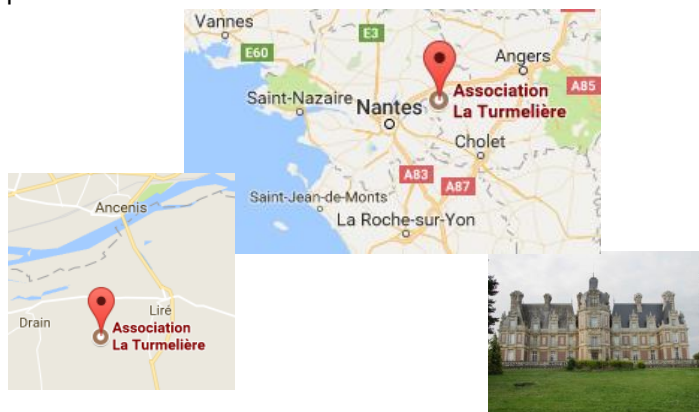 Vannes
E3
E60
Angers
A85
Saint-Nazaire
Nantes
Association
La Turmelière
Cholet
A83
A87
Saint-Jean-de-Monts
La Roche-sur-Yon
Ancenis
Liré
Drain
Association
La Turmelière